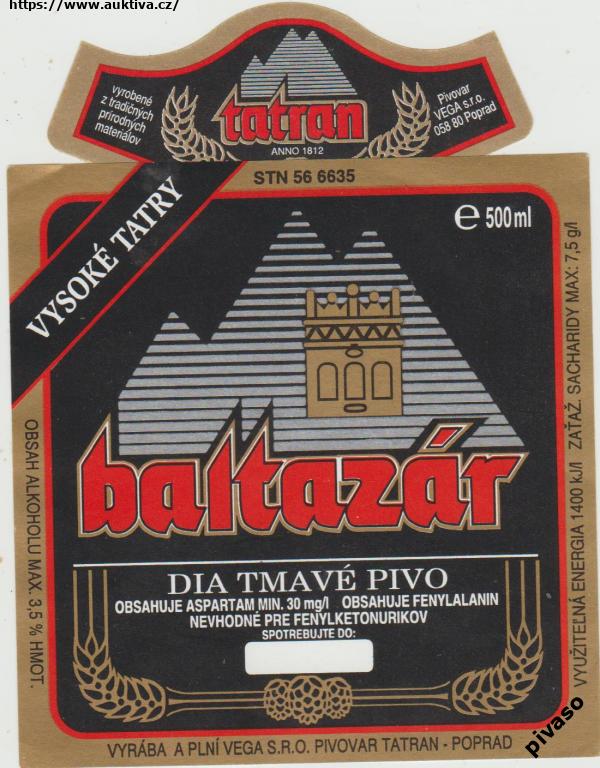 https://www.auktiva.cz/
vyrobené
z tradičných
prírodných
materiálov
tatran
ANNO 1812
Pivovar
VEGA s.r.o.
058 80 Poprad
STN 56 6635
VYSOKÉ TATRY
e 500 ml
baltazár
DIA TMAVÉ PIVO
OBSAHUJE ASPARTAM MIN. 30 mg/l OBSAHUJE FENYLALANIN
NEVHODNÉ PRE FENYLKETONURIKOV
SPOTREBUJTE DO:
OBSAH ALKOHOLU MAX. 3,5 % HMOT.
VYUŽITEĽNÁ ENERGIA 1400 kJ/l ZAŤAŽ. SACHARIDY MAX: 7,5 g/l
VYRÁBA A PLNÍ VEGA S.R.O. PIVOVAR TATRAN - POPRAD
pivaso